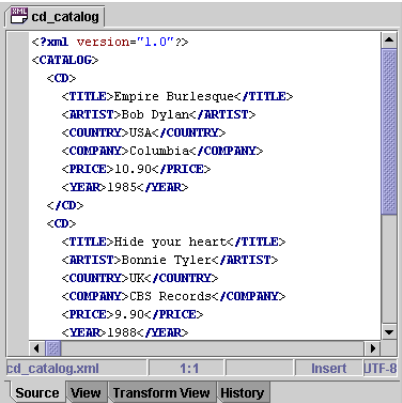 cd_catalog
<?xml version="1.0"?>
<CATALOG>
<CD>
<TITLE>Empire Burlesque</TITLE>
<ARTIST>Bob Dylan</ARTIST>
<COUNTRY>USA</COUNTRY>
<COMPANY>Columbia</COMPANY>
<PRICE>10.90</PRICE>
<YEAR>1985</YEAR>
</CD>
<CD>
<TITLE>Hide your heart</TITLE>
<ARTIST>Bonnie Tyler</ARTIST>
<COUNTRY>UK</COUNTRY>
<COMPANY>CBS Records</COMPANY>
<PRICE>9.90</PRICE>
<YEAR>1988</YEAR>
cd_catalog.xml 1:1 Insert UTF-8
Source View Transform View History